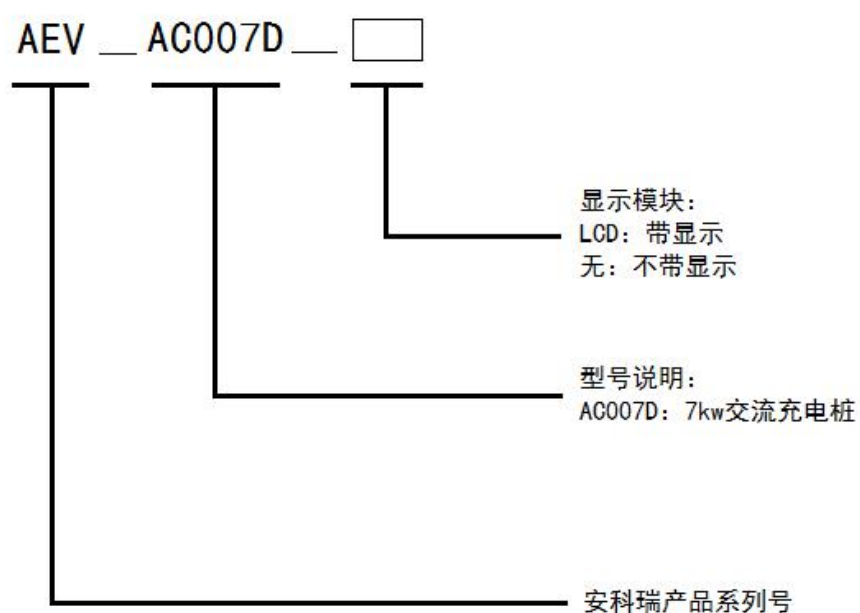 AEV — AC007D — □
显示模块:
LCD: 带显示
无: 不带显示
型号说明:
AC007D: 7kw交流充电桩
安科瑞产品系列号